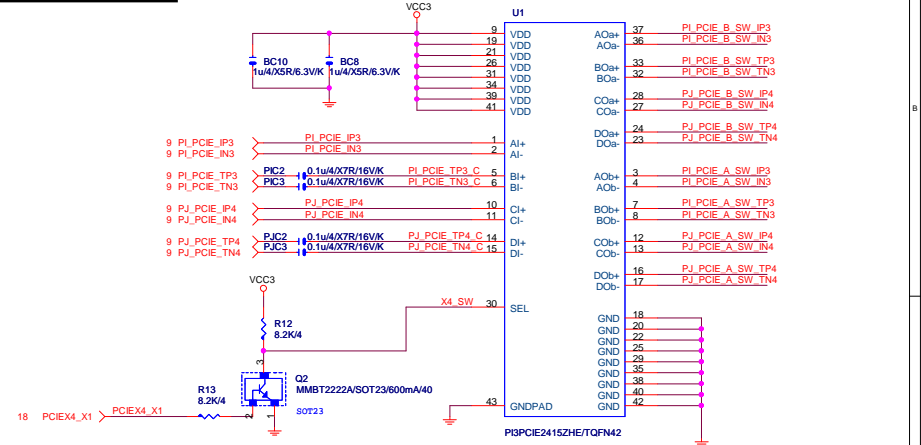 VCC3
U1
BC10
1u/4/X5R/6.3V/K
BC8
1u/4/X5R/6.3V/K
9 VDD
19 VDD
21 VDD
26 VDD
31 VDD
34 VDD
39 VDD
41 VDD
AOa+ 37 PI_PCIE_B_SW_IP3
AOa- 36 PI_PCIE_B_SW_IN3
BOa+ 33 PI_PCIE_B_SW_TP3
BOa- 32 PI_PCIE_B_SW_TN3
COa+ 28 PJ_PCIE_B_SW_IP4
COa- 27 PJ_PCIE_B_SW_IN4
DOa+ 24 PJ_PCIE_B_SW_TP4
DOa- 23 PJ_PCIE_B_SW_TN4
B
9 PI_PCIE_IP3 PI_PCIE_IP3 1 AI+
9 PI_PCIE_IN3 PI_PCIE_IN3 2 AI-
9 PI_PCIE_TP3 PIC2 0.1u/4/X7R/16V/K PI_PCIE_TP3_C 5 BI+
9 PI_PCIE_TN3 PIC3 0.1u/4/X7R/16V/K PI_PCIE_TN3_C 6 BI-
9 PJ_PCIE_IP4 PJ_PCIE_IP4 10 CI+
9 PJ_PCIE_IN4 PJ_PCIE_IN4 11 CI-
9 PJ_PCIE_TP4 PJC2 0.1u/4/X7R/16V/K PJ_PCIE_TP4_C 14 DI+
9 PJ_PCIE_TN4 PJC3 0.1u/4/X7R/16V/K PJ_PCIE_TN4_C 15 DI-
AOb+ 3 PI_PCIE_A_SW_IP3
AOb- 4 PI_PCIE_A_SW_IN3
BOb+ 7 PI_PCIE_A_SW_TP3
BOb- 8 PI_PCIE_A_SW_TN3
COb+ 12 PJ_PCIE_A_SW_IP4
COb- 13 PJ_PCIE_A_SW_IN4
DOb+ 16 PJ_PCIE_A_SW_TP4
DOb- 17 PJ_PCIE_A_SW_TN4
VCC3
X4_SW 30 SEL
R12
8.2K/4
3
Q2
MMBT2222A/SOT23/600mA/40
SOT23
R13
8.2K/4
18 PCIEX4_X1 PCIEX4_X1 2 1
43 GNDPAD
GND 18
GND 20
GND 22
GND 25
GND 29
GND 35
GND 38
GND 40
GND 42
PI3PCIE2415ZHE/TQFN42